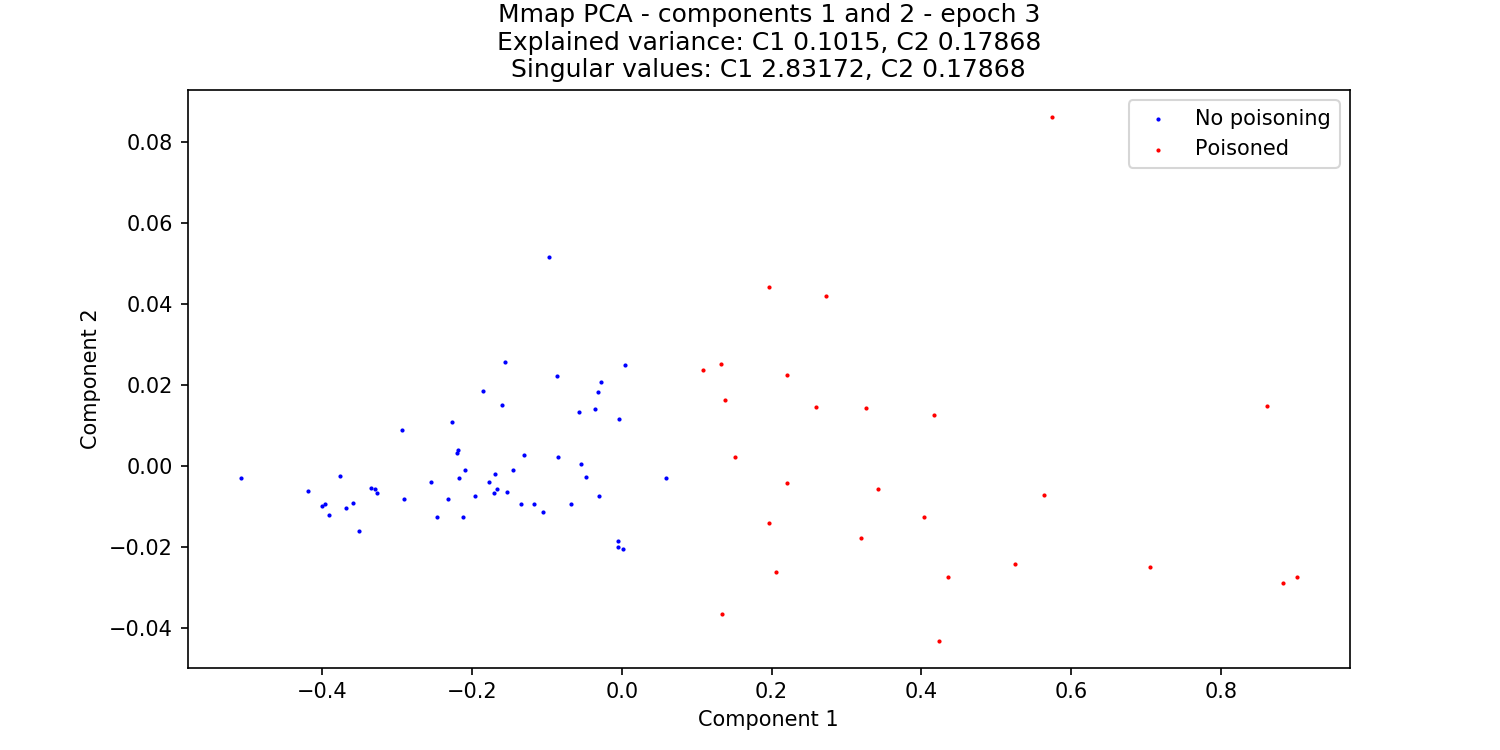 Mmap PCA - components 1 and 2 - epoch 3
Explained variance: C1 0.1015, C2 0.17868
Singular values: C1 2.83172, C2 0.17868
No poisoning
Poisoned
0.08
0.06
0.04
0.02
0.00
−0.02
−0.04
Component 2
−0.4
−0.2
0.0
0.2
0.4
0.6
0.8
Component 1